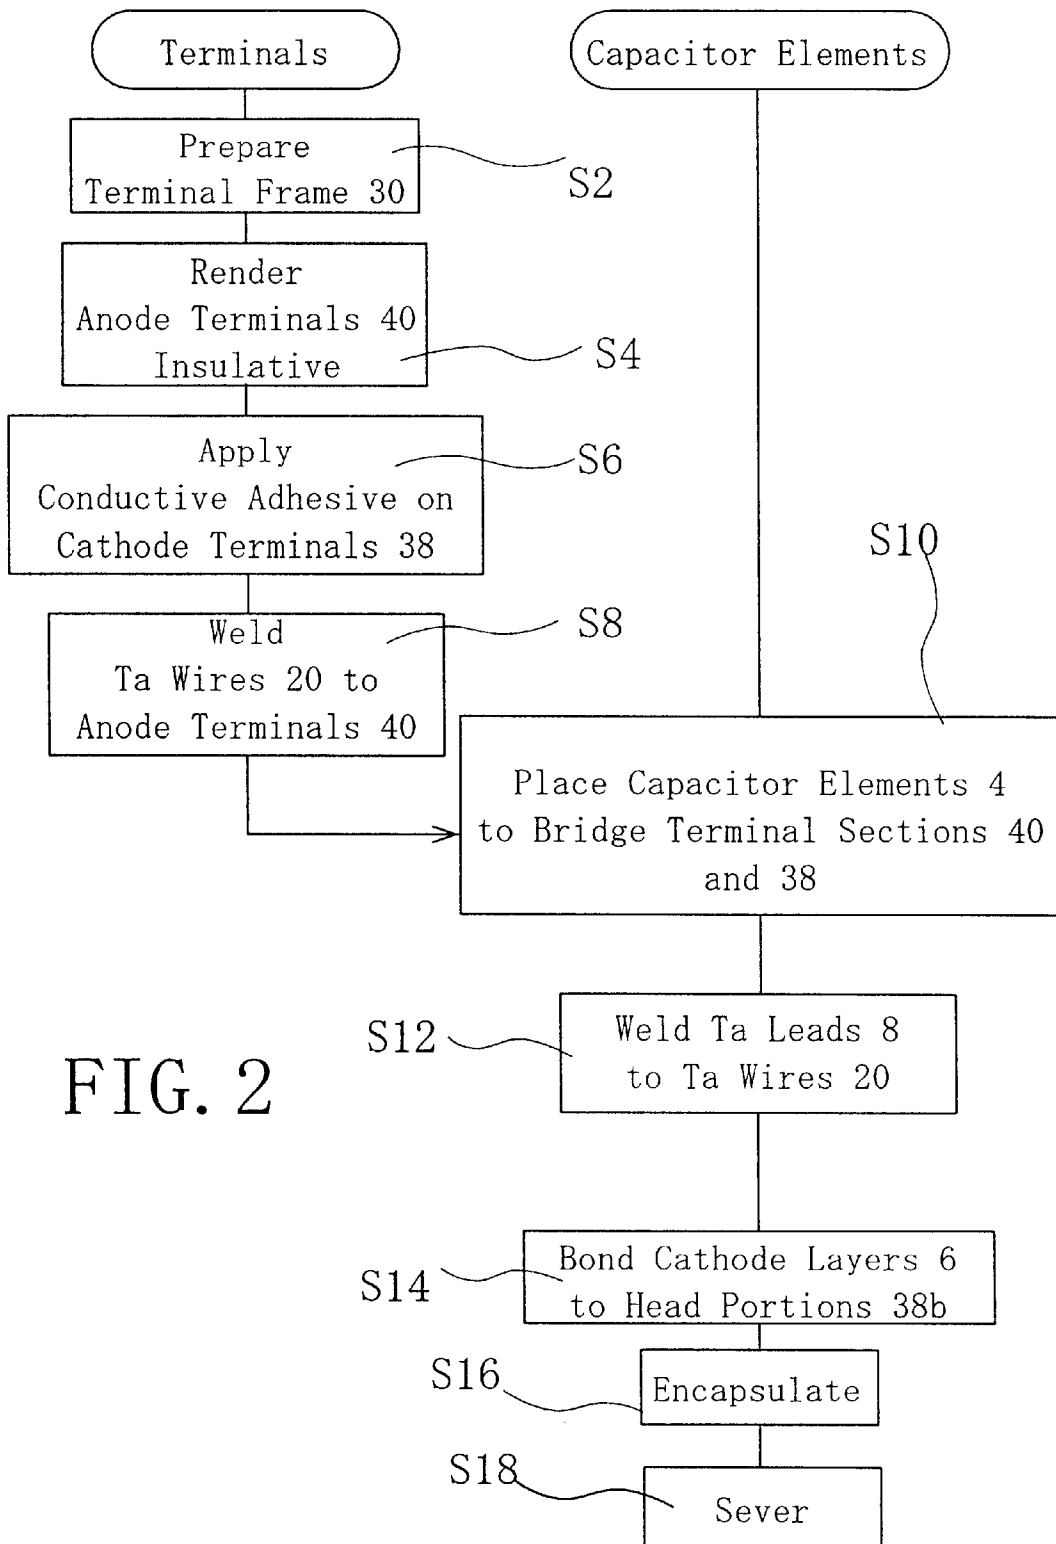 Terminals
Capacitor Elements
Prepare
Terminal Frame 30
S2
Render
Anode Terminals 40
Insulative
S4
Apply
Conductive Adhesive on
Cathode Terminals 38
S6
Weld
Ta Wires 20 to
Anode Terminals 40
S8
S10
Place Capacitor Elements 4
to Bridge Terminal Sections 40
and 38
S12
Weld Ta Leads 8
to Ta Wires 20
FIG. 2
S14
Bond Cathode Layers 6
to Head Portions 38b
S16
Encapsulate
S18
Sever